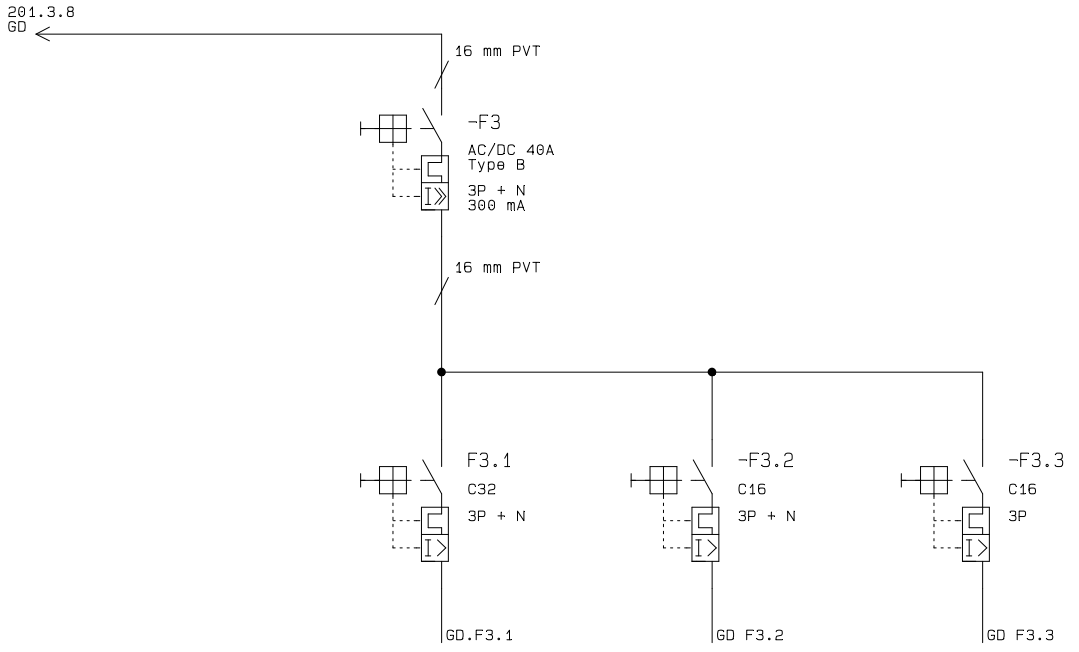 201.3.8
GD
16 mm PVT
-F3
AC/DC 40A
Type B
3P + N
300 mA
I>>
16 mm PVT
F3.1
C32
3P + N
I>
-F3.2
C16
3P + N
I>
-F3.3
C16
3P
I>
GD.F3.1
GD F3.2
GD F3.3